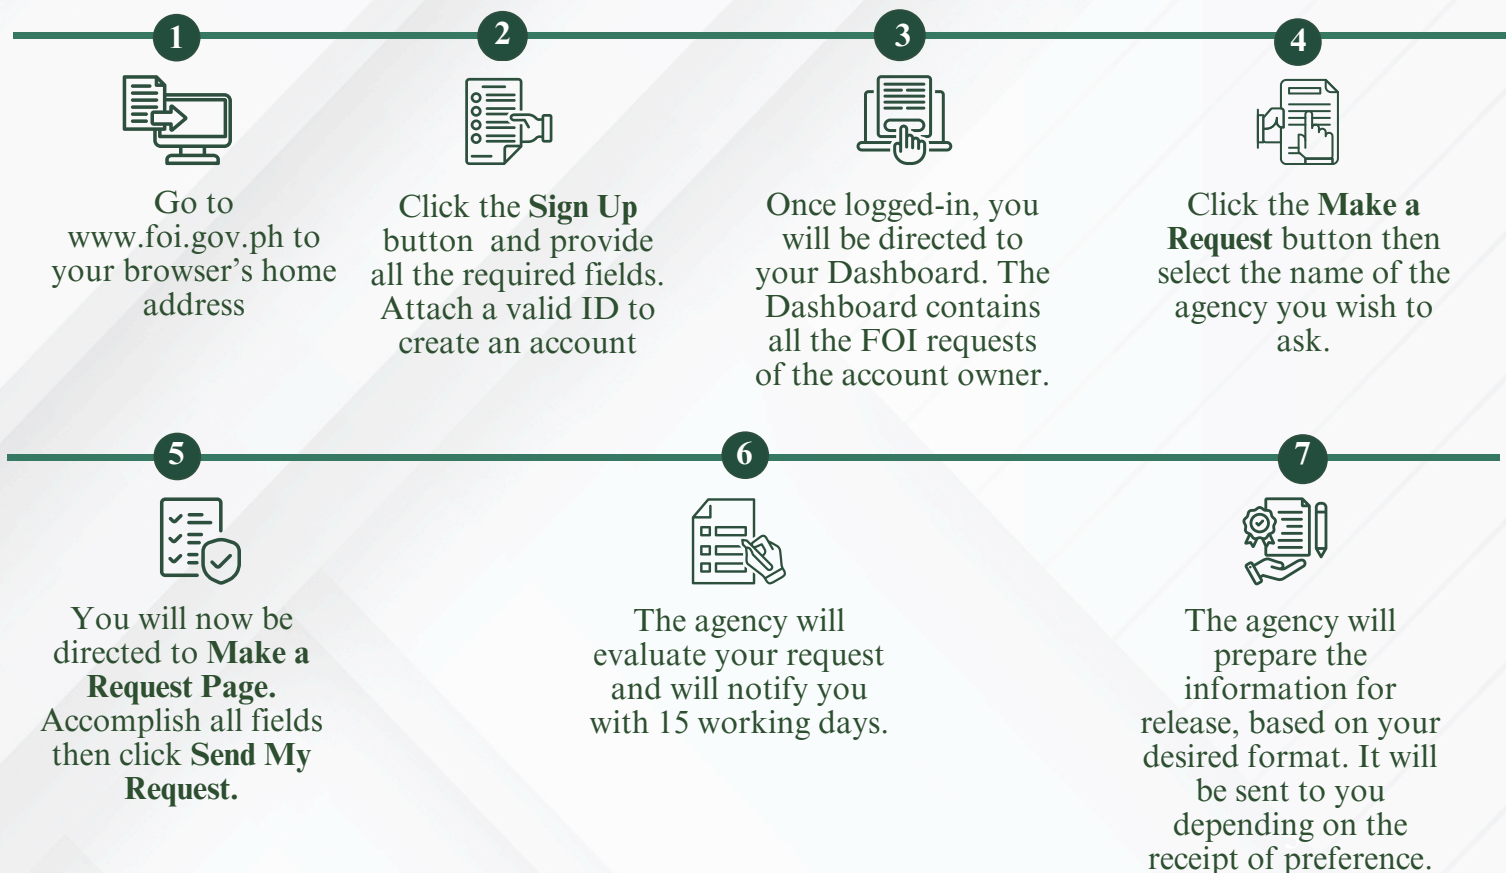 1
Go to
www.foi.gov.ph to
your browser's home
address
2
Click the Sign Up
button and provide
all the required fields.
Attach a valid ID to
create an account
3
Once logged-in, you
will be directed to
your Dashboard. The
Dashboard contains
all the FOI requests
of the account owner.
4
Click the Make a
Request button then
select the name of the
agency you wish to
ask.
5
You will now be
directed to Make a
Request Page.
Accomplish all fields
then click Send My
Request.
6
The agency will
evaluate your request
and will notify you
with 15 working days.
7
The agency will
prepare the
information for
release, based on your
desired format. It will
be sent to you
depending on the
receipt of preference.